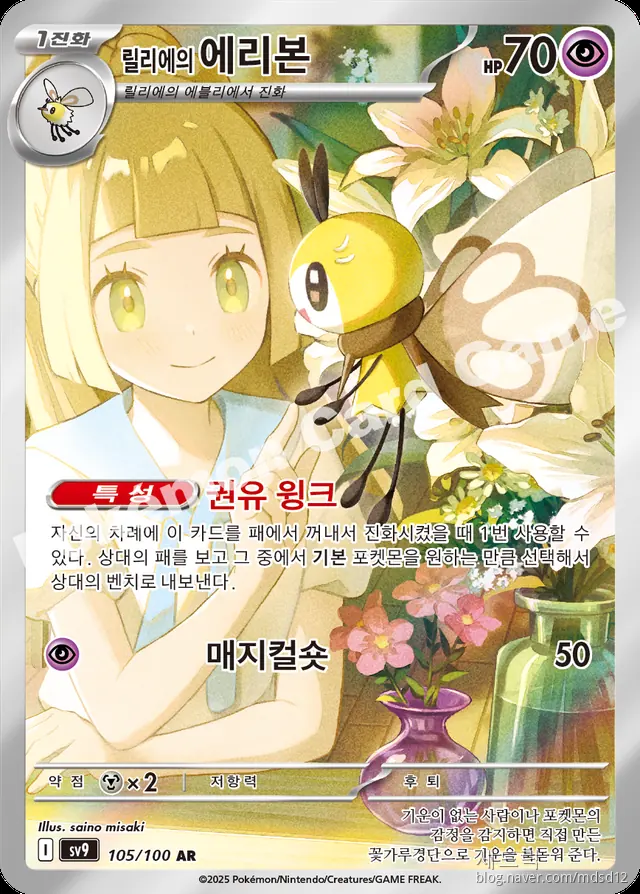 1진화
릴리에의 에리본
HP 70
릴리에의 에블리에서 진화
특성 권유 윙크
자신의 차례에 이 카드를 패에서 꺼내서 진화시켰을 때 1번 사용할 수
있다. 상대의 패를 보고 그 중에서 기본 포켓몬을 원하는 만큼 선택해서
상대의 벤치로 내보낸다.
매지컬숏 50
약점 ×2 저항력 후퇴
Illus. saino misaki
기운이 없는 사람이나 포켓몬의
감정을 감지하면 직접 만든
꽃가루경단으로 기운을 북돋워 준다.
I sv9 105/100 AR
©2025 Pokémon/Nintendo/Creatures/GAME FREAK.
Pokémon Card Game
blog.naver.com/mdsd12